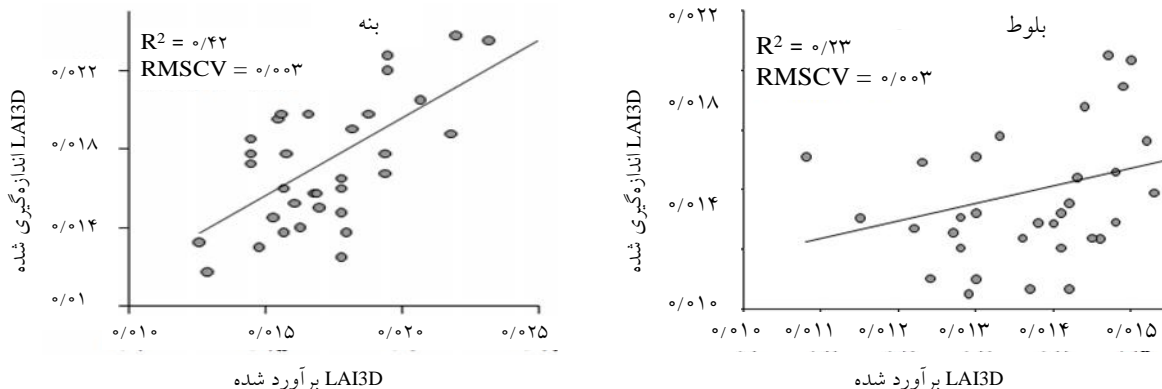 بنه
R² = ۰/۴۲
RMSCV = ۰/۰۰۳
۰/۰۲۲
۰/۰۱۸
۰/۰۱۴
۰/۰۱
LAI3D اندازه‌گیری شده
۰/۰۱۰ ۰/۰۱۵ ۰/۰۲۰ ۰/۰۲۵
LAI3D برآورد شده
بلوط
R² = ۰/۲۳
RMSCV = ۰/۰۰۳
۰/۰۲۲
۰/۰۱۸
۰/۰۱۴
۰/۰۱۰
LAI3D اندازه‌گیری شده
۰/۰۱۰ ۰/۰۱۱ ۰/۰۱۲ ۰/۰۱۳ ۰/۰۱۴ ۰/۰۱۵
LAI3D برآورد شده